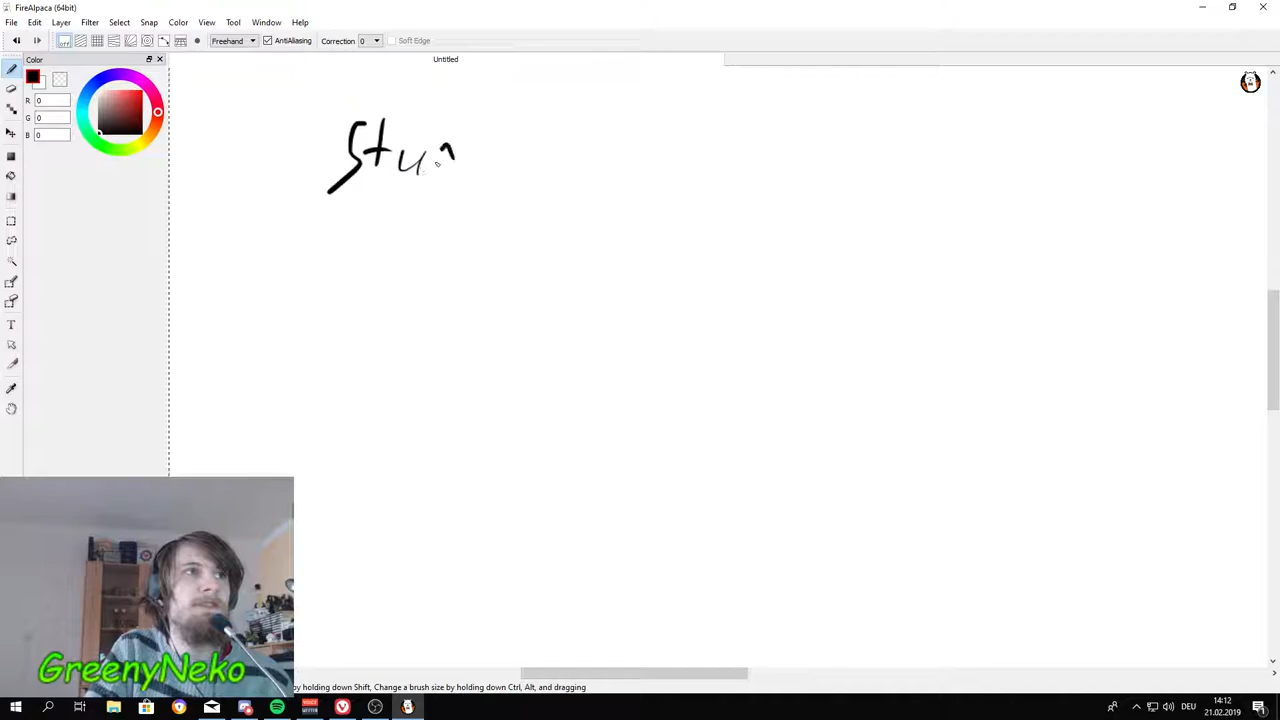 FireAlpaca (64bit)
File Edit Layer Filter Select Snap Color View Tool Window Help
Freehand AntiAliasing Correction 0 Soft Edge
Color
Untitled
R 0
G 0
B 0
GreenyNeko
by holding down Shift, Change a brush size by holding down Ctrl, Alt, and dragging
DEU
14:12
21.02.2019